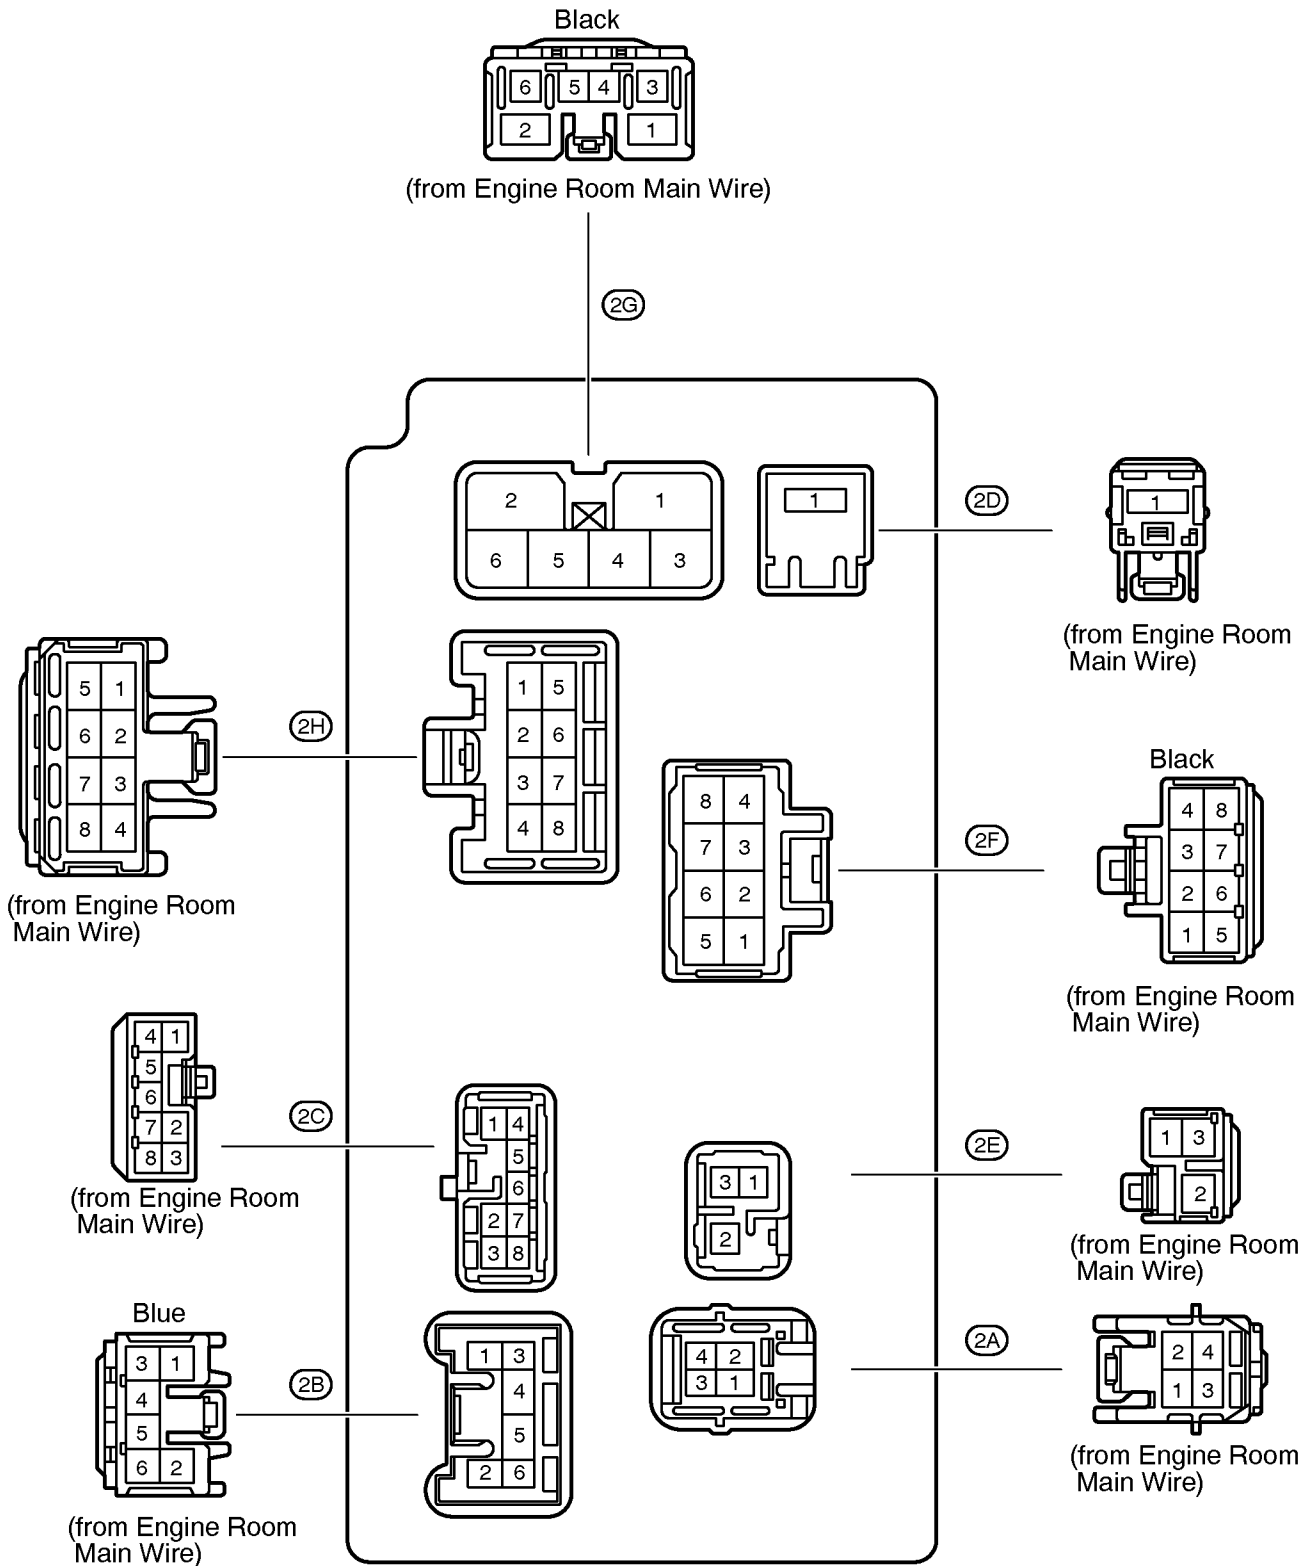 Black
6 5 4 3
2 1
(from Engine Room Main Wire)
2G
2 1
6 5 4 3
1
2D
1
(from Engine Room
Main Wire)
5 1
6 2
7 3
8 4
(from Engine Room
Main Wire)
2H
1 5
2 6
3 7
4 8
8 4
7 3
6 2
5 1
2F
Black
4 8
3 7
2 6
1 5
(from Engine Room
Main Wire)
4 1
5
6
7 2
8 3
(from Engine Room
Main Wire)
2C
1 4
5
6
2 7
3 8
3 1
2
2E
1 3
2
(from Engine Room
Main Wire)
Blue
3 1
4
5
6 2
(from Engine Room
Main Wire)
2B
1 3
4
5
2 6
4 2
3 1
2A
2 4
1 3
(from Engine Room
Main Wire)